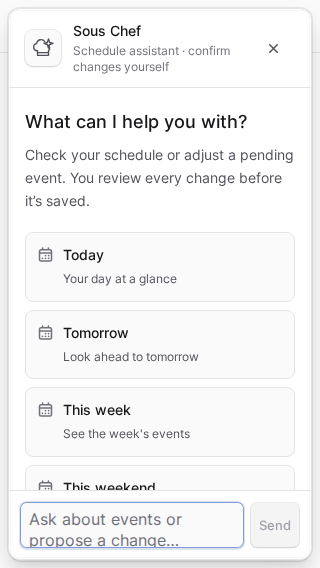 Sous Chef
Schedule assistant · confirm
changes yourself
What can I help you with?
Check your schedule or adjust a pending
event. You review every change before
it’s saved.
Today
Your day at a glance
Tomorrow
Look ahead to tomorrow
This week
See the week's events
This weekend
Ask about events or
propose a change...
Send